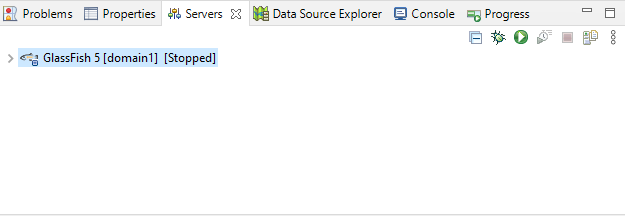 Problems Properties Servers Data Source Explorer Console Progress
GlassFish 5 [domain1] [Stopped]